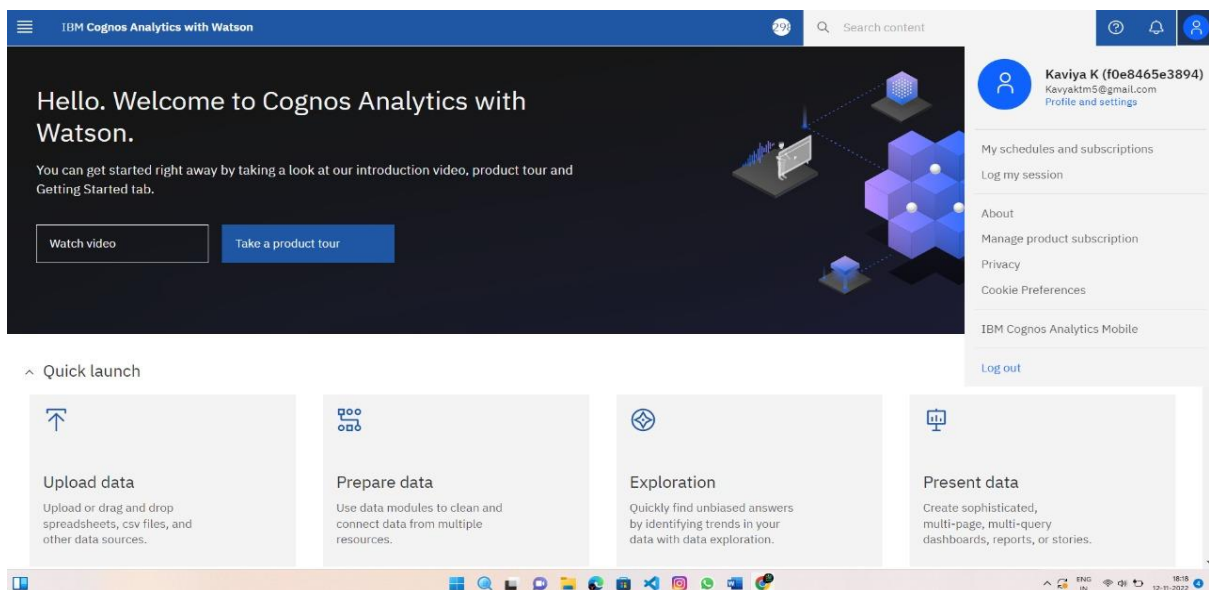 IBM Cognos Analytics with Watson
298
Search content
Hello. Welcome to Cognos Analytics with
Watson.
You can get started right away by taking a look at our introduction video, product tour and
Getting Started tab.
Watch video
Take a product tour
Kaviya K (f0e8465e3894)
Kavyaktm5@gmail.com
Profile and settings
My schedules and subscriptions
Log my session
About
Manage product subscription
Privacy
Cookie Preferences
IBM Cognos Analytics Mobile
Log out
Quick launch
Upload data
Upload or drag and drop
spreadsheets, csv files, and
other data sources.
Prepare data
Use data modules to clean and
connect data from multiple
resources.
Exploration
Quickly find unbiased answers
by identifying trends in your
data with data exploration.
Present data
Create sophisticated,
multi-page, multi-query
dashboards, reports, or stories.
ENG
IN
18:18
12-11-2022
4